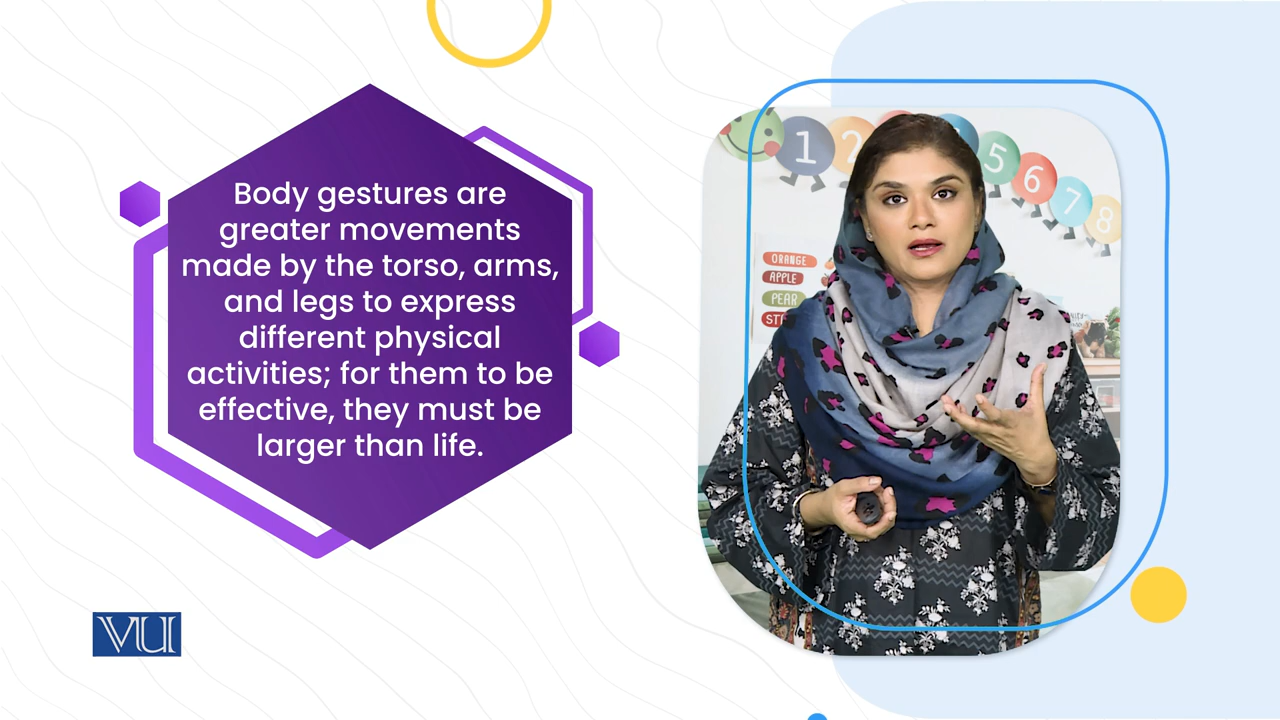 Body gestures are
greater movements
made by the torso, arms,
and legs to express
different physical
activities; for them to be
effective, they must be
larger than life.
VU
1
2
5
6
7
8
ORANGE
APPLE
PEAR